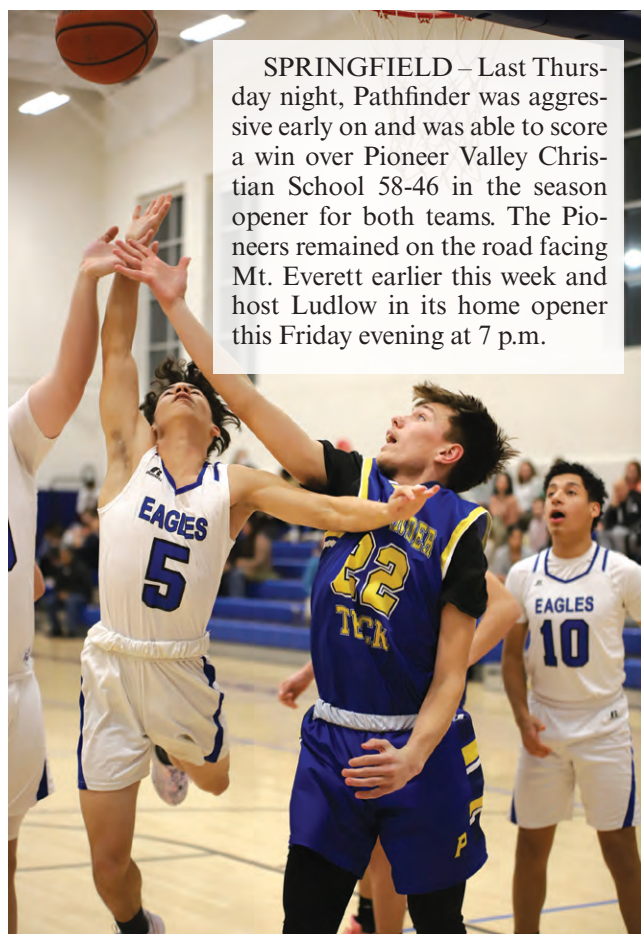 SPRINGFIELD – Last Thurs-
day night, Pathfinder was aggres-
sive early on and was able to score
a win over Pioneer Valley Chris-
tian School 58-46 in the season
opener for both teams. The Pio-
neers remained on the road facing
Mt. Everett earlier this week and
host Ludlow in its home opener
this Friday evening at 7 p.m.
EAGLES
5
22
EAGLES
10
P